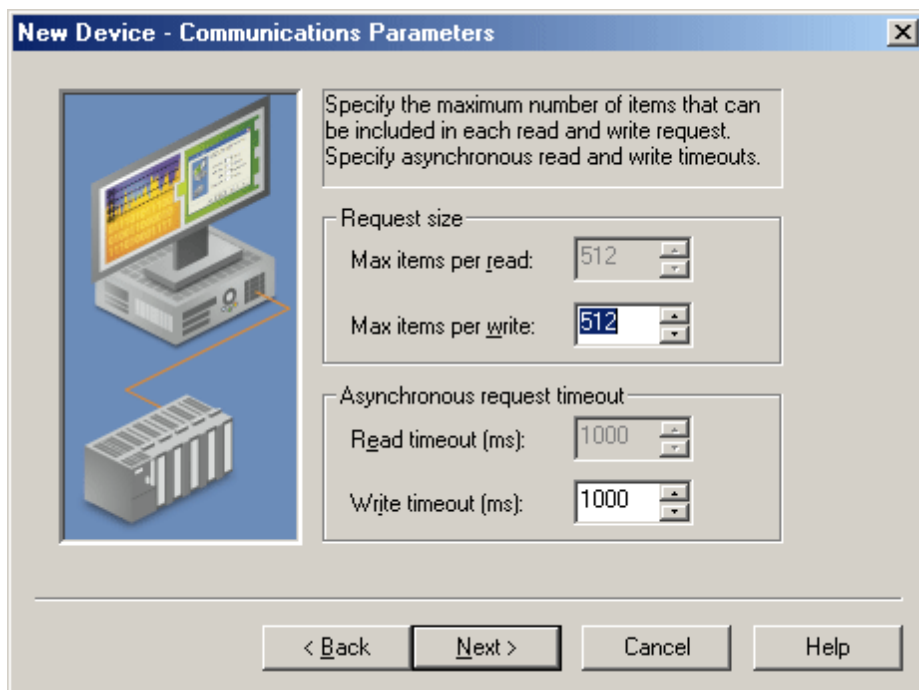 New Device - Communications Parameters
Specify the maximum number of items that can
be included in each read and write request.
Specify asynchronous read and write timeouts.
Request size
Max items per read: 512
Max items per write: 512
Asynchronous request timeout
Read timeout (ms): 1000
Write timeout (ms): 1000
< Back Next > Cancel Help